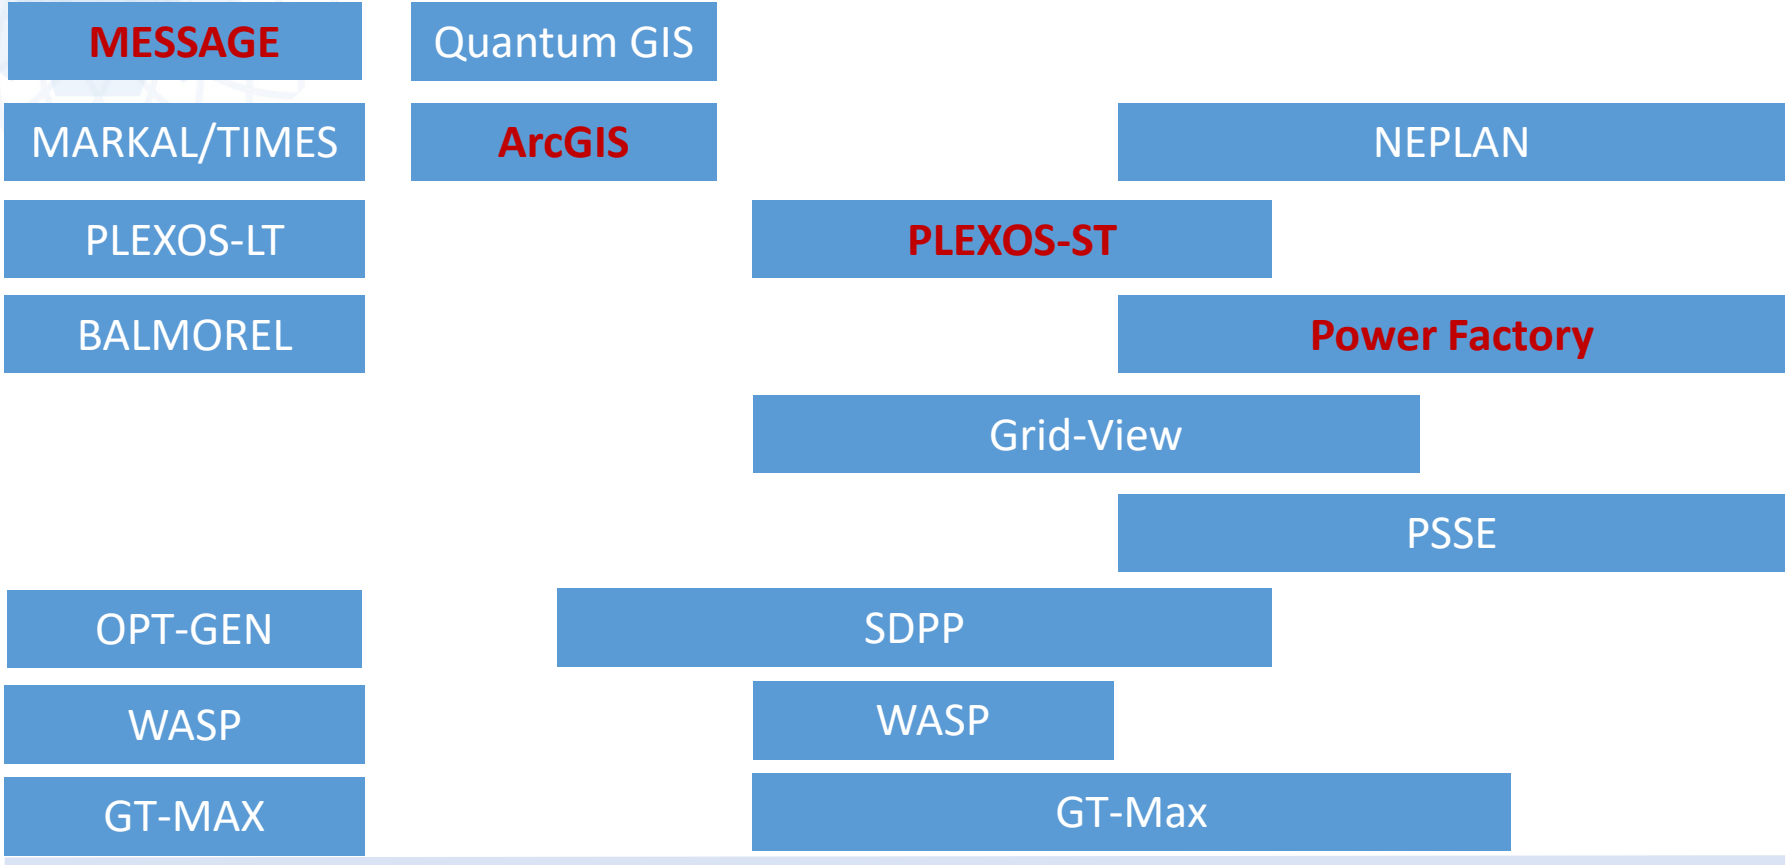 MESSAGE
Quantum GIS
MARKAL/TIMES
ArcGIS
NEPLAN
PLEXOS-LT
PLEXOS-ST
BALMOREL
Power Factory
Grid-View
PSSE
OPT-GEN
SDPP
WASP
WASP
GT-MAX
GT-Max